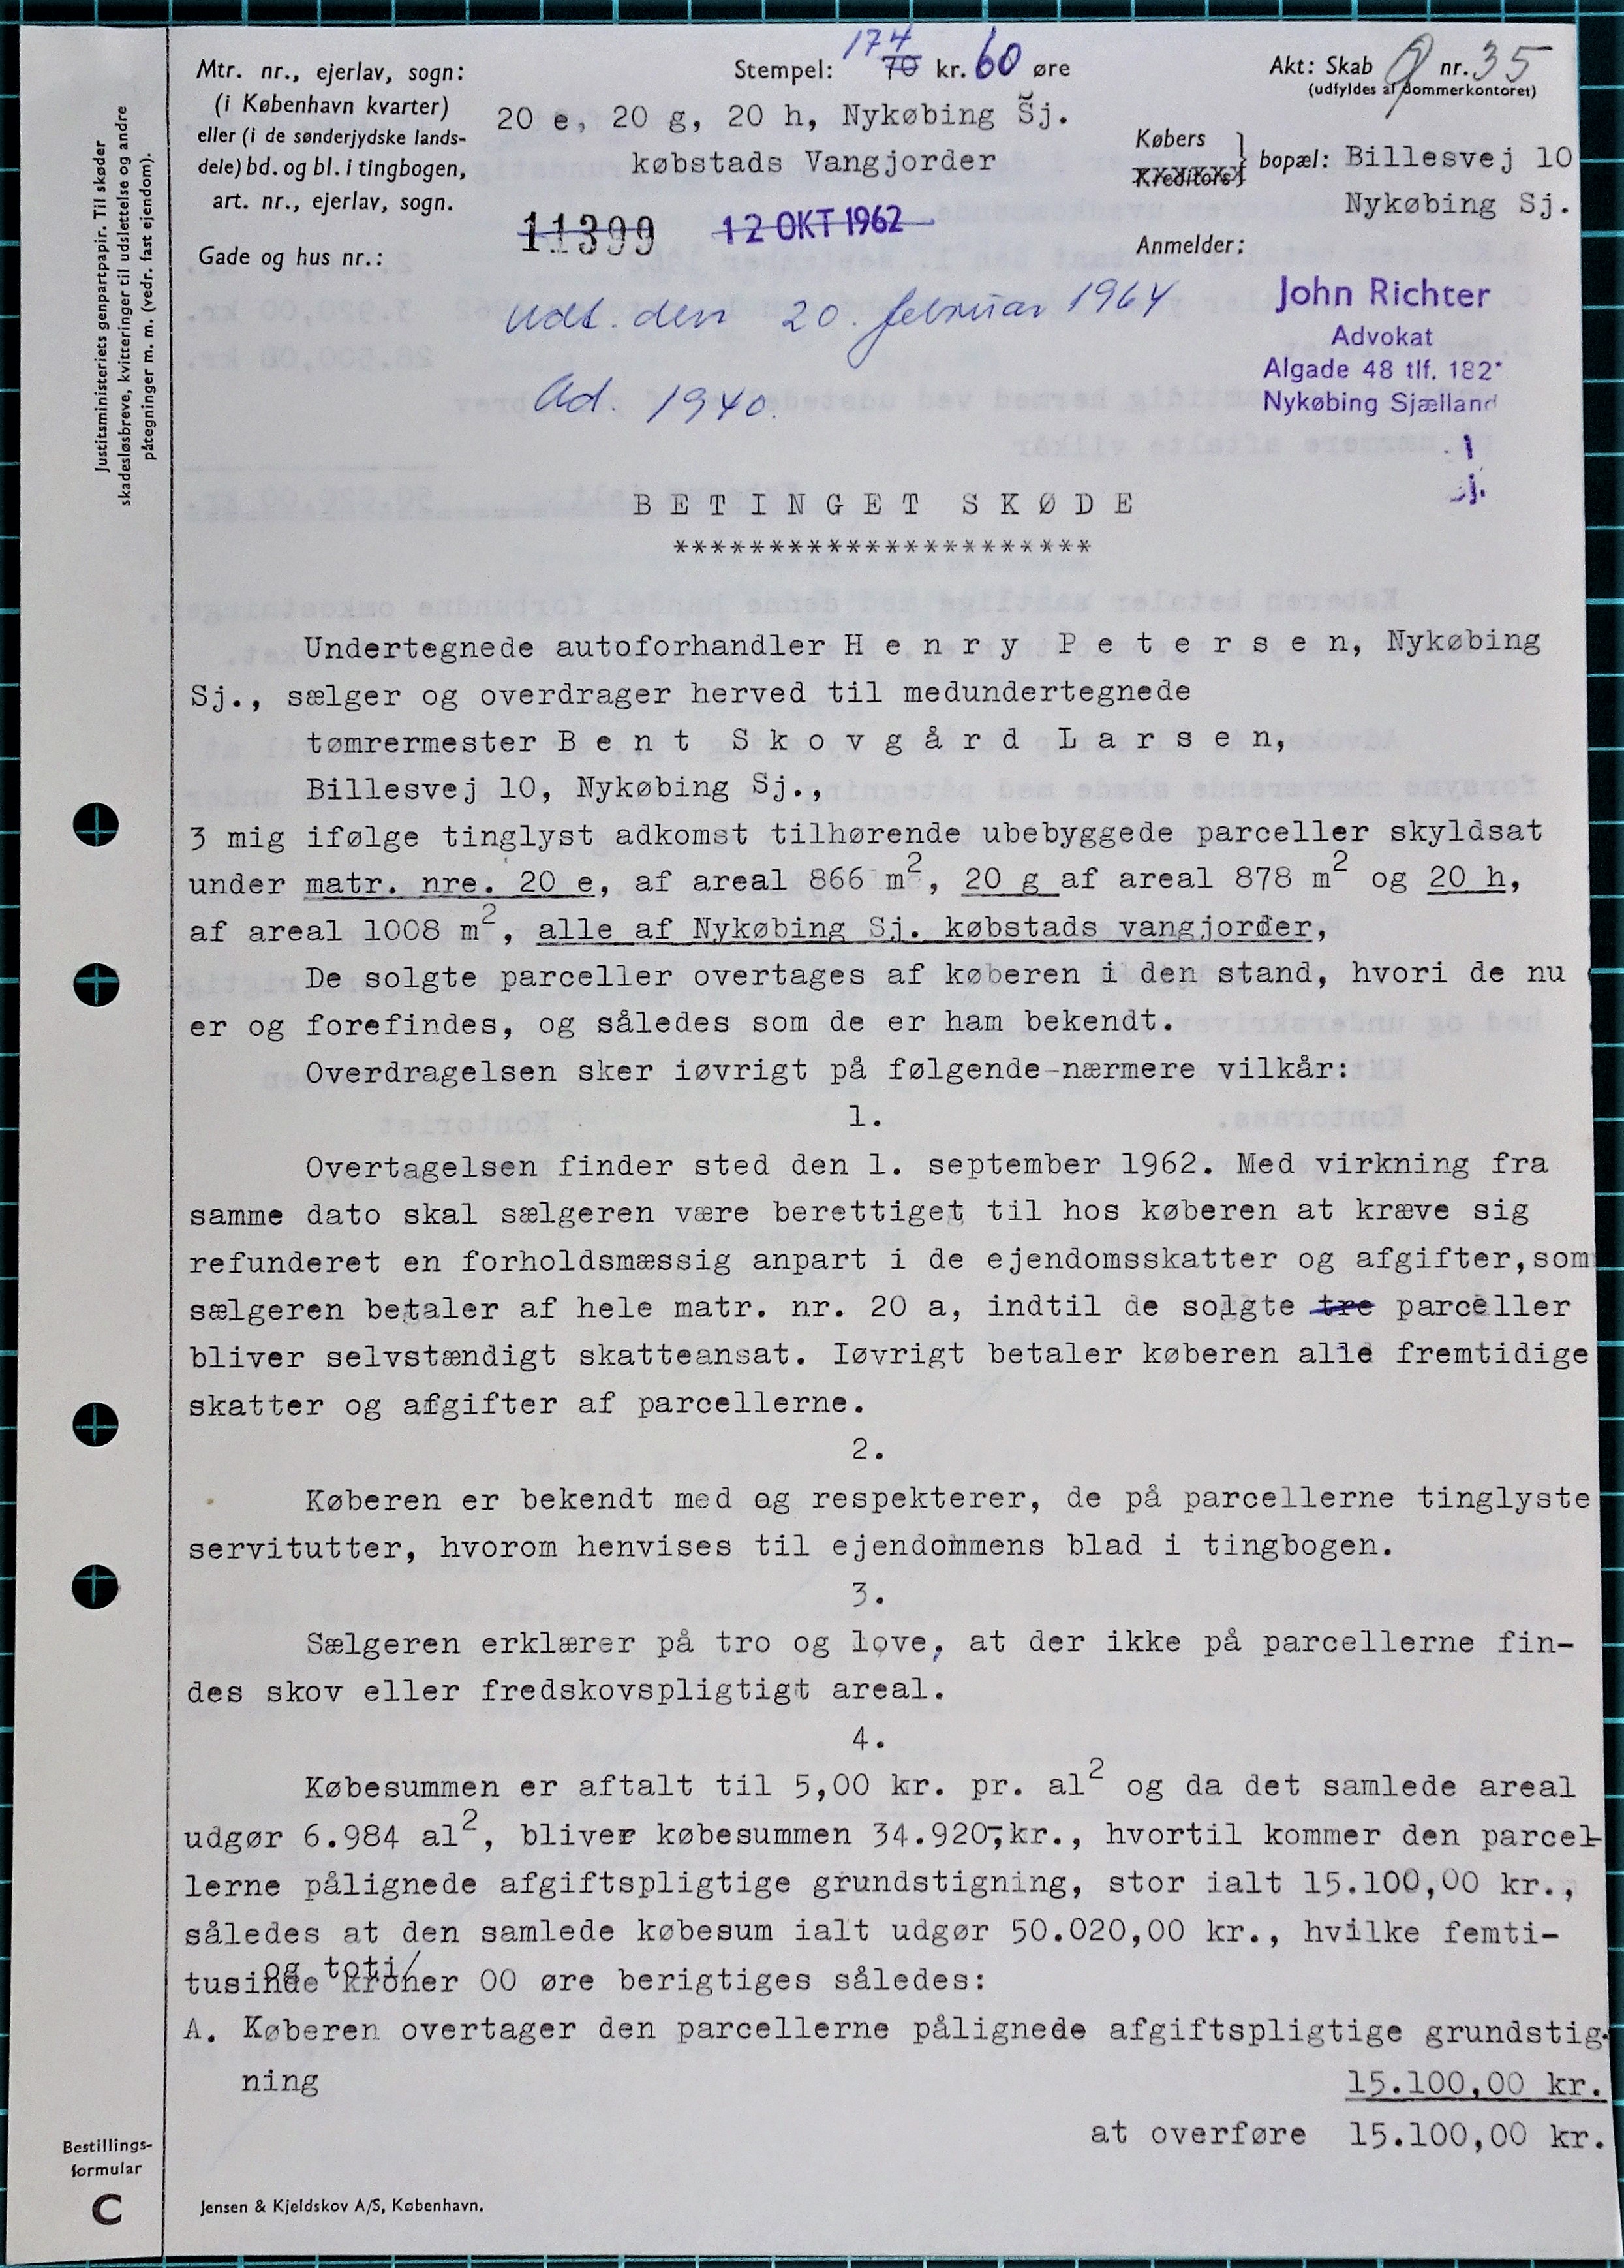 Justitsministeriets genpartpapir. Til skøder
skadesløsbreve, kvitteringer til udslettelse og andre
påtegninger m. m. (vedr. fast ejendom).
Mtr. nr., ejerlav, sogn:
(i København kvarter)
eller (i de sønderjydske lands-
dele) bd. og bl. i tingbogen,
art. nr., ejerlav, sogn.
Gade og hus nr.:
174
Stempel: 70 kr. 60 øre
20 e, 20 g, 20 h, Nykøbing Sj.
købstads Vangjorder
11399 12 OKT 1962
udt. den 20. februar 1964
Ad. 1940.
Akt: Skab nr. 35
(udfyldes af dommerkontoret)
Købers
Kreditors
bopæl: Billesvej 10
Nykøbing Sj.
Anmelder:
John Richter
Advokat
Algade 48 tlf. 182*
Nykøbing Sjælland
Sj.
BETINGET SKØDE
**********************
Undertegnede autoforhandler H e n r y P e t e r s e n, Nykøbing
Sj., sælger og overdrager herved til medundertegnede
tømrermester B e n t S k o v g å r d L a r s e n,
Billesvej 10, Nykøbing Sj.,
3 mig ifølge tinglyst adkomst tilhørende ubebyggede parceller skyldsat
under matr. nre. 20 e, af areal 866 m², 20 g af areal 878 m² og 20 h,
af areal 1008 m², alle af Nykøbing Sj. købstads vangjorder,
De solgte parceller overtages af køberen i den stand, hvori de nu
er og forefindes, og således som de er ham bekendt.
Overdragelsen sker iøvrigt på følgende nærmere vilkår:
1.
Overtagelsen finder sted den 1. september 1962. Med virkning fra
samme dato skal sælgeren være berettiget til hos køberen at kræve sig
refunderet en forholdsmæssig anpart i de ejendomsskatter og afgifter, som
sælgeren betaler af hele matr. nr. 20 a, indtil de solgte tre parceller
bliver selvstændigt skatteansat. Iøvrigt betaler køberen alle fremtidige
skatter og afgifter af parcellerne.
2.
Køberen er bekendt med og respekterer, de på parcellerne tinglyste
servitutter, hvorom henvises til ejendommens blad i tingbogen.
3.
Sælgeren erklærer på tro og love, at der ikke på parcellerne fin-
des skov eller fredskovspligtigt areal.
4.
Købesummen er aftalt til 5,00 kr. pr. al² og da det samlede areal
udgør 6.984 al², bliver købesummen 34.920,- kr., hvortil kommer den parcel-
lerne pålignede afgiftspligtige grundstigning, stor ialt 15.100,00 kr.,
således at den samlede købesum ialt udgør 50.020,00 kr., hvilke femti-
og toti/
tusinde kroner 00 øre berigtiges således:
A. Køberen overtager den parcellerne pålignede afgiftspligtige grundstig-
ning 15.100,00 kr.
at overføre 15.100,00 kr.
Bestillings-
formular
C
Jensen & Kjeldskov A/S, København.